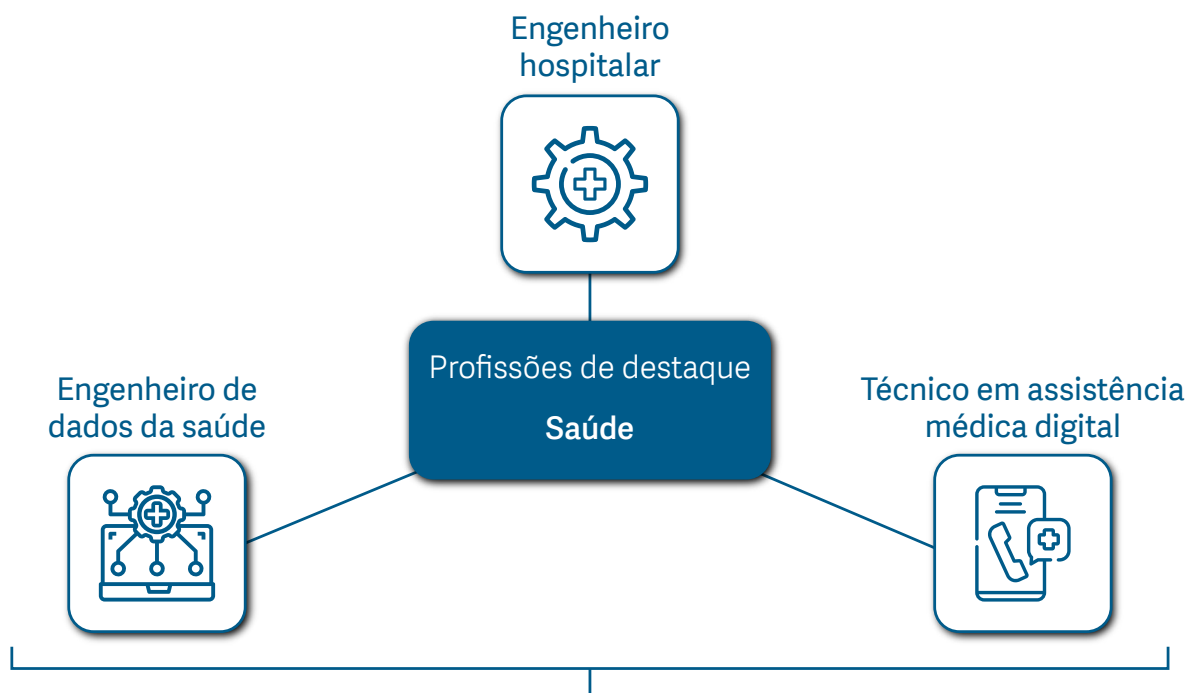 Engenheiro
hospitalar
Profissões de destaque
Saúde
Engenheiro de
dados da saúde
Técnico em assistência
médica digital